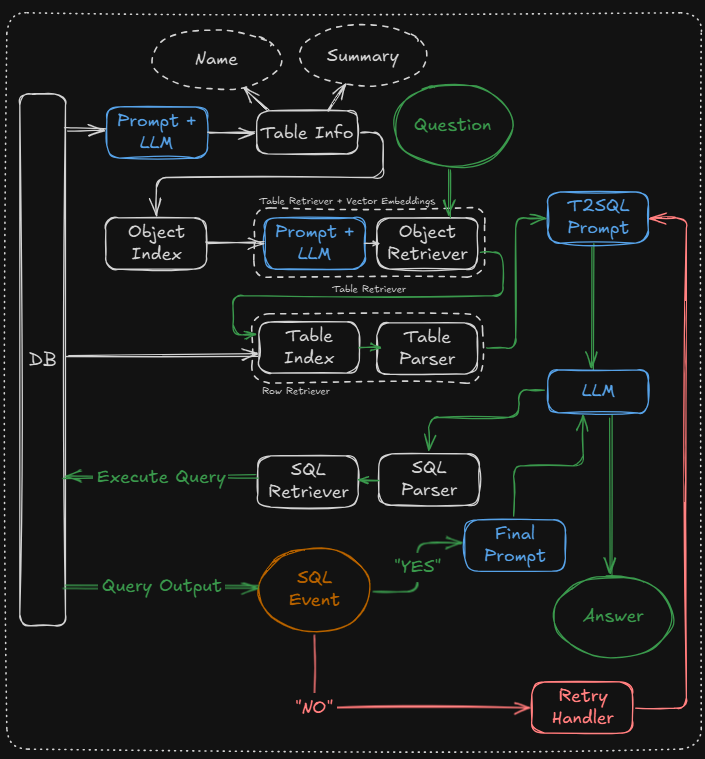 Name
Summary
Prompt +
LLM
Table Info
Question
Table Retriever + Vector Embeddings
T2SQL
Prompt
Object
Index
Prompt +
LLM
Object
Retriever
Table Retriever
Table
Index
Table
Parser
DB
LLM
Row Retriever
Execute Query
SQL
Retriever
SQL
Parser
Final
Prompt
"YES"
Query Output
SQL
Event
Answer
"NO"
Retry
Handler